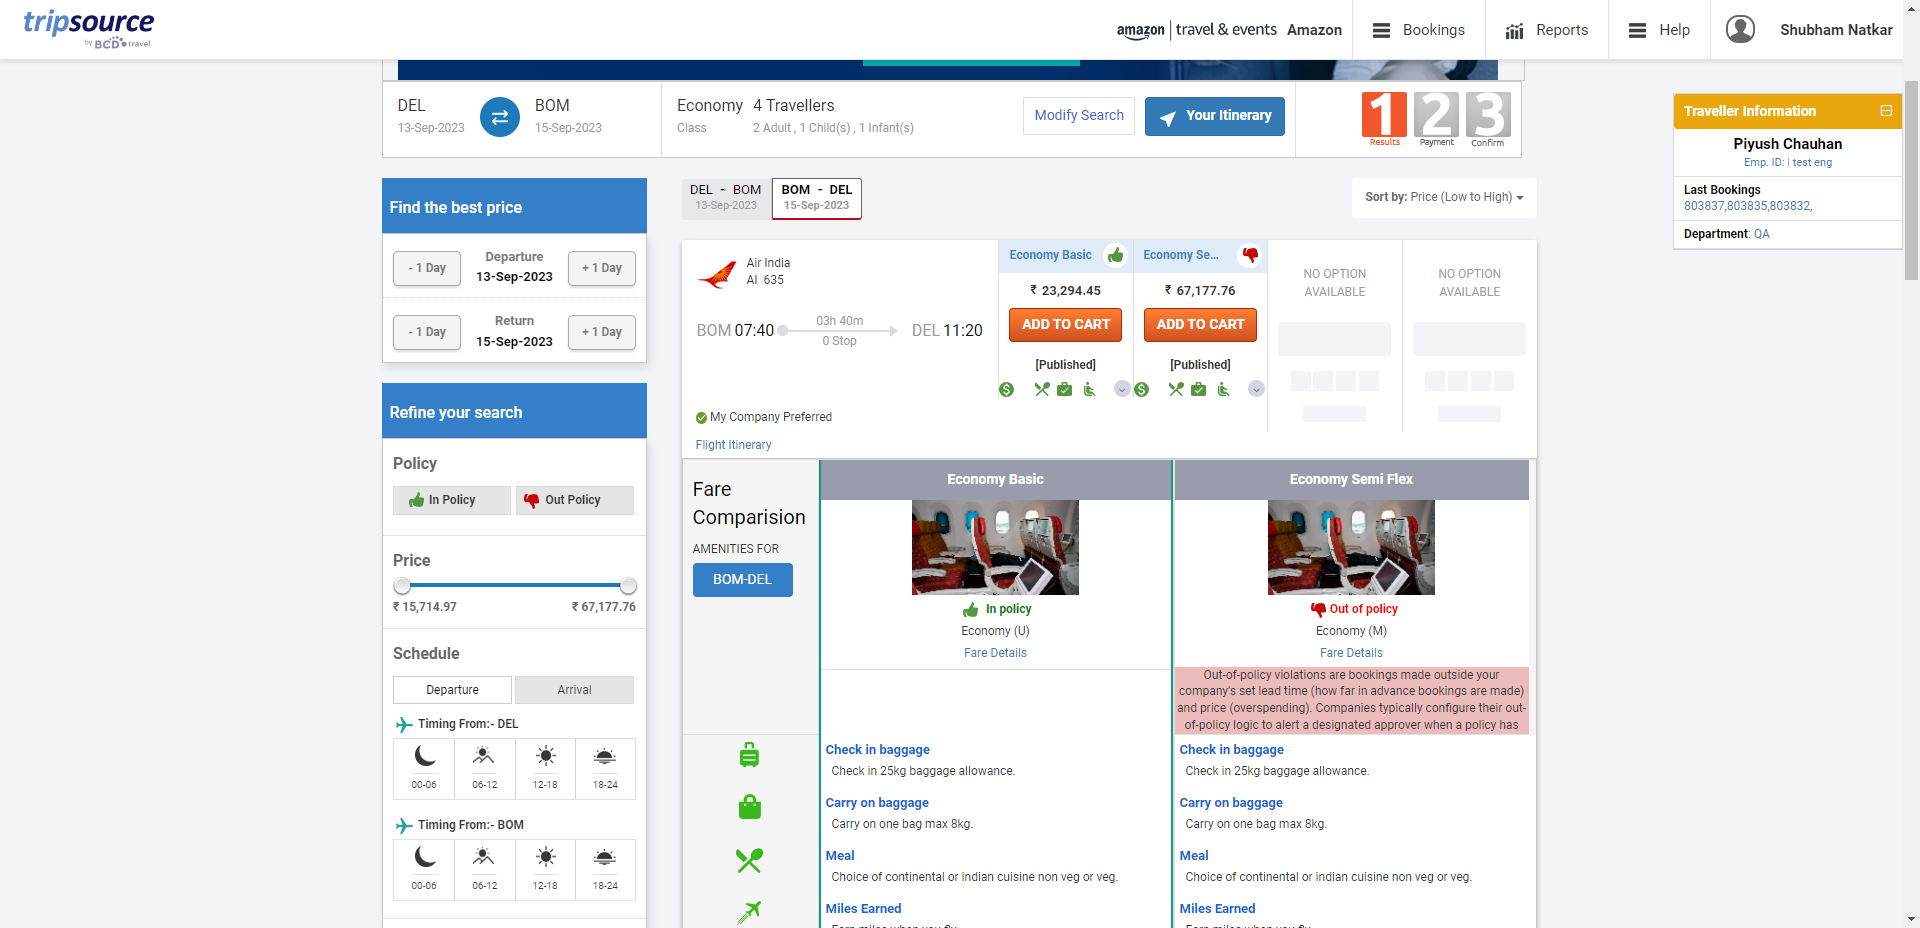 tripsource
by BCD travel
amazon | travel & events Amazon
Bookings
Reports
Help
Shubham Natkar
DEL
13-Sep-2023
BOM
15-Sep-2023
Economy
Class
4 Travellers
2 Adult , 1 Child(s) , 1 Infant(s)
Modify Search
Your Itinerary
1
Results
2
Payment
3
Confirm
Traveller Information
Piyush Chauhan
Emp. ID: | test eng
Last Bookings
803837,803835,803832,
Department: QA
Find the best price
- 1 Day
Departure
13-Sep-2023
+ 1 Day
- 1 Day
Return
15-Sep-2023
+ 1 Day
Refine your search
Policy
In Policy
Out Policy
Price
₹ 15,714.97
₹ 67,177.76
Schedule
Departure
Arrival
Timing From:- DEL
00-06
06-12
12-18
18-24
Timing From:- BOM
00-06
06-12
12-18
18-24
DEL - BOM
13-Sep-2023
BOM - DEL
15-Sep-2023
Sort by: Price (Low to High)
Air India
AI 635
BOM 07:40
03h 40m
0 Stop
DEL 11:20
My Company Preferred
Flight Itinerary
Economy Basic
₹ 23,294.45
ADD TO CART
[Published]
Economy Se...
₹ 67,177.76
ADD TO CART
[Published]
NO OPTION
AVAILABLE
NO OPTION
AVAILABLE
Fare
Comparision
AMENITIES FOR
BOM-DEL
Economy Basic
In policy
Economy (U)
Fare Details
Economy Semi Flex
Out of policy
Economy (M)
Fare Details
Out-of-policy violations are bookings made outside your
company's set lead time (how far in advance bookings are made)
and price (overspending). Companies typically configure their out-
of-policy logic to alert a designated approver when a policy has
Check in baggage
Check in 25kg baggage allowance.
Carry on baggage
Carry on one bag max 8kg.
Meal
Choice of continental or indian cuisine non veg or veg.
Miles Earned
Check in baggage
Check in 25kg baggage allowance.
Carry on baggage
Carry on one bag max 8kg.
Meal
Choice of continental or indian cuisine non veg or veg.
Miles Earned